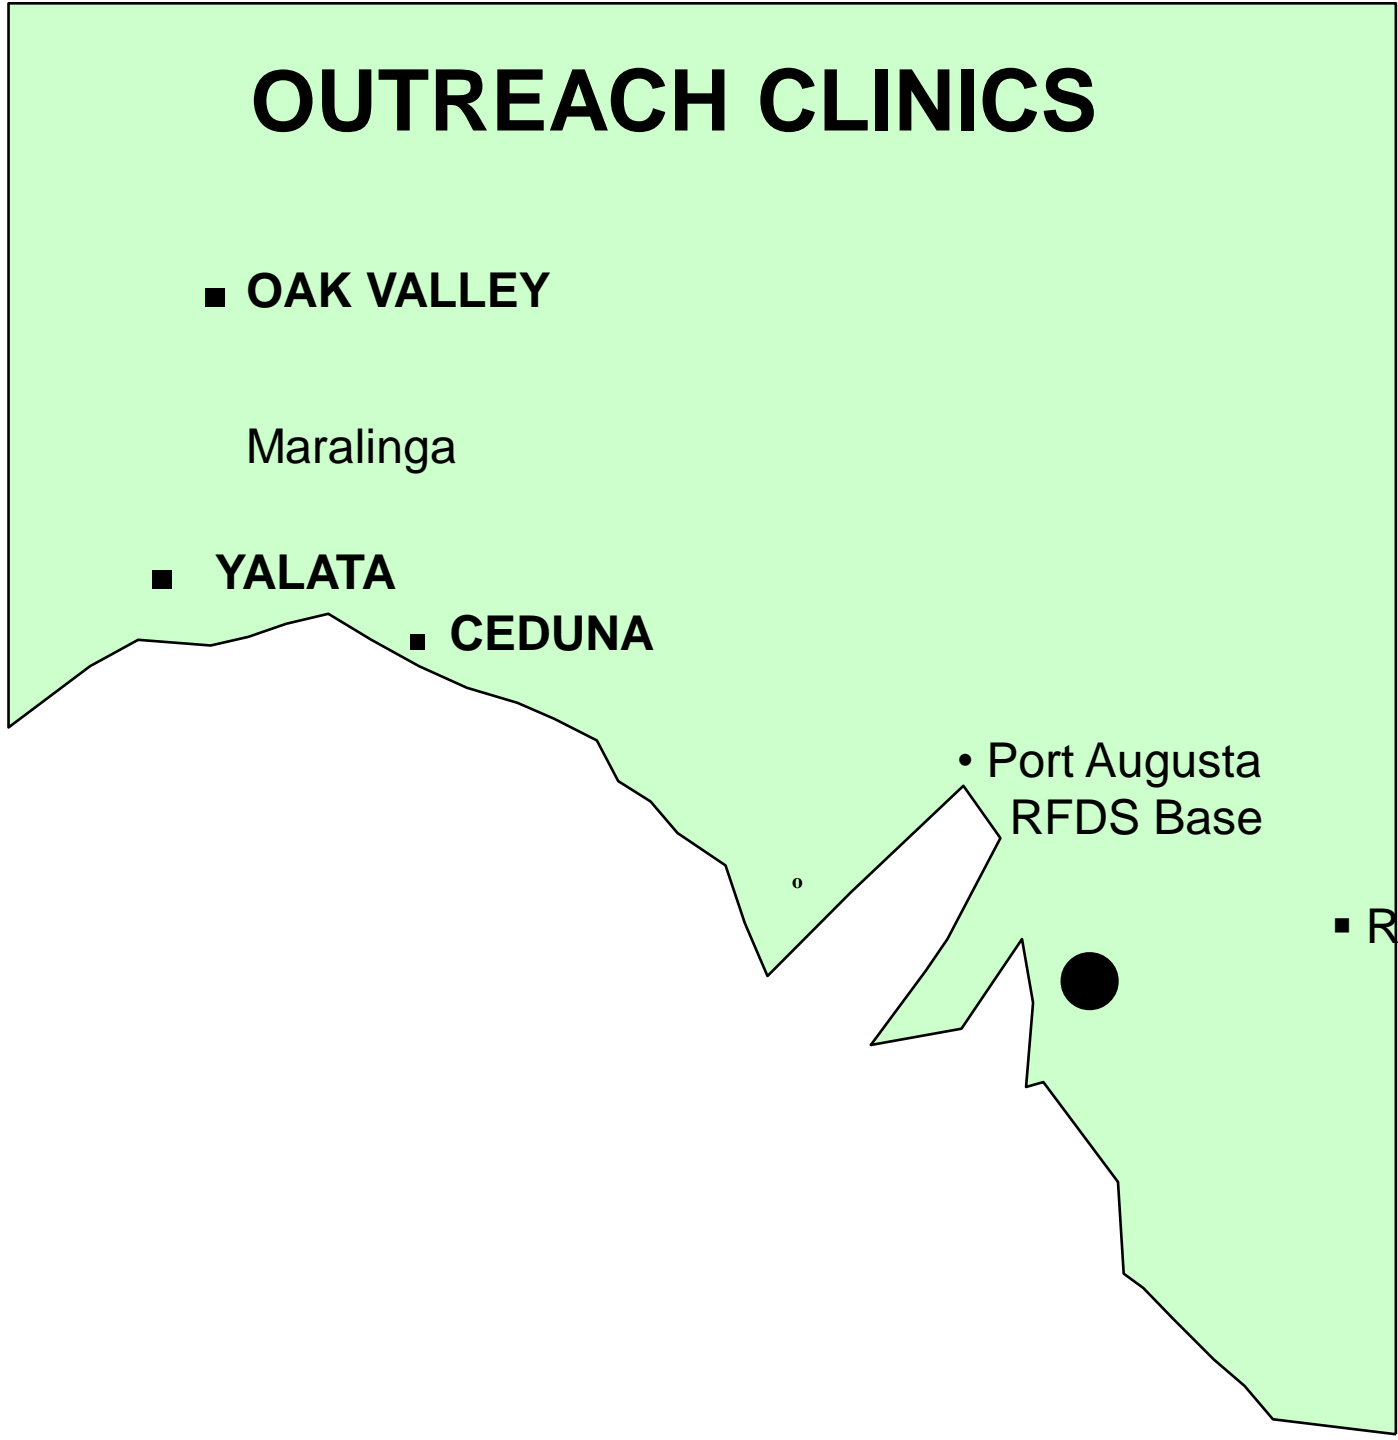 OUTREACH CLINICS
▪ OAK VALLEY
Maralinga
▪ YALATA
▪ CEDUNA
• Port Augusta
RFDS Base
o
▪ R